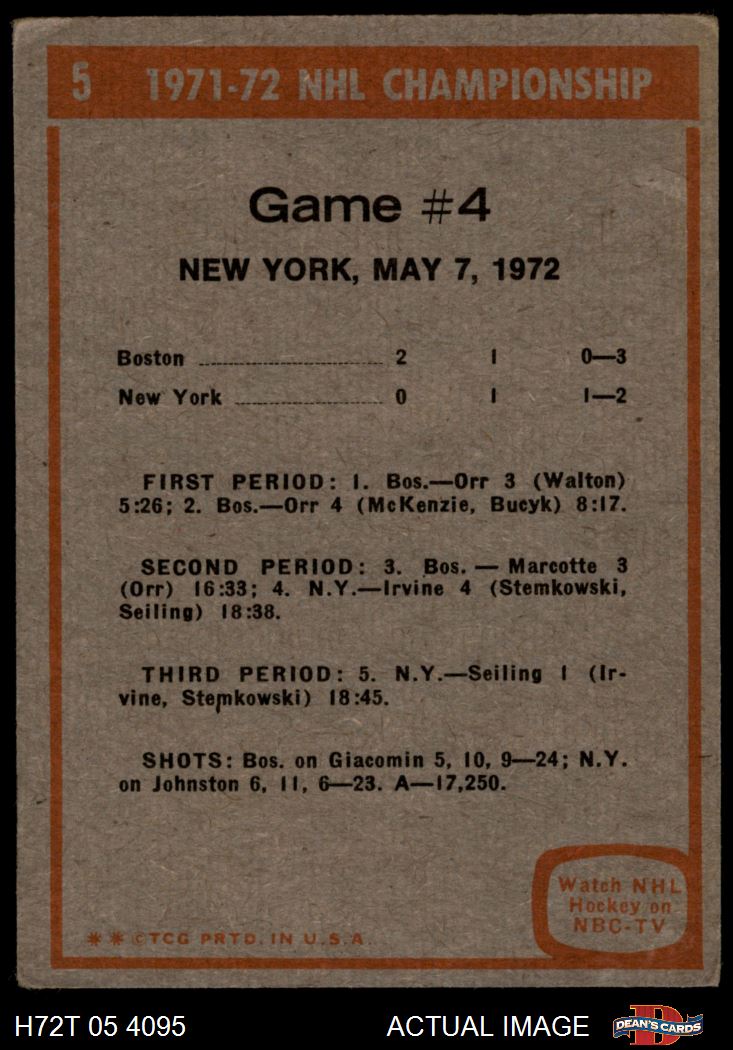 5 1971-72 NHL CHAMPIONSHIP
Game #4
NEW YORK, MAY 7, 1972
Boston ........................ 2 1 0—3
New York ........................ 0 1 1—2
FIRST PERIOD: 1. Bos.—Orr 3 (Walton)
5:26; 2. Bos.—Orr 4 (McKenzie, Bucyk) 8:17.
SECOND PERIOD: 3. Bos. — Marcotte 3
(Orr) 16:33; 4. N.Y.—Irvine 4 (Stemkowski,
Seiling) 18:38.
THIRD PERIOD: 5. N.Y.—Seiling 1 (Ir-
vine, Stemkowski) 18:45.
SHOTS: Bos. on Giacomin 5, 10, 9—24; N.Y.
on Johnston 6, 11, 6—23. A—17,250.
Watch NHL
Hockey on
NBC-TV
* * © TCG PRTD. IN U.S.A.
H72T 05 4095 ACTUAL IMAGE DEAN'S CARDS